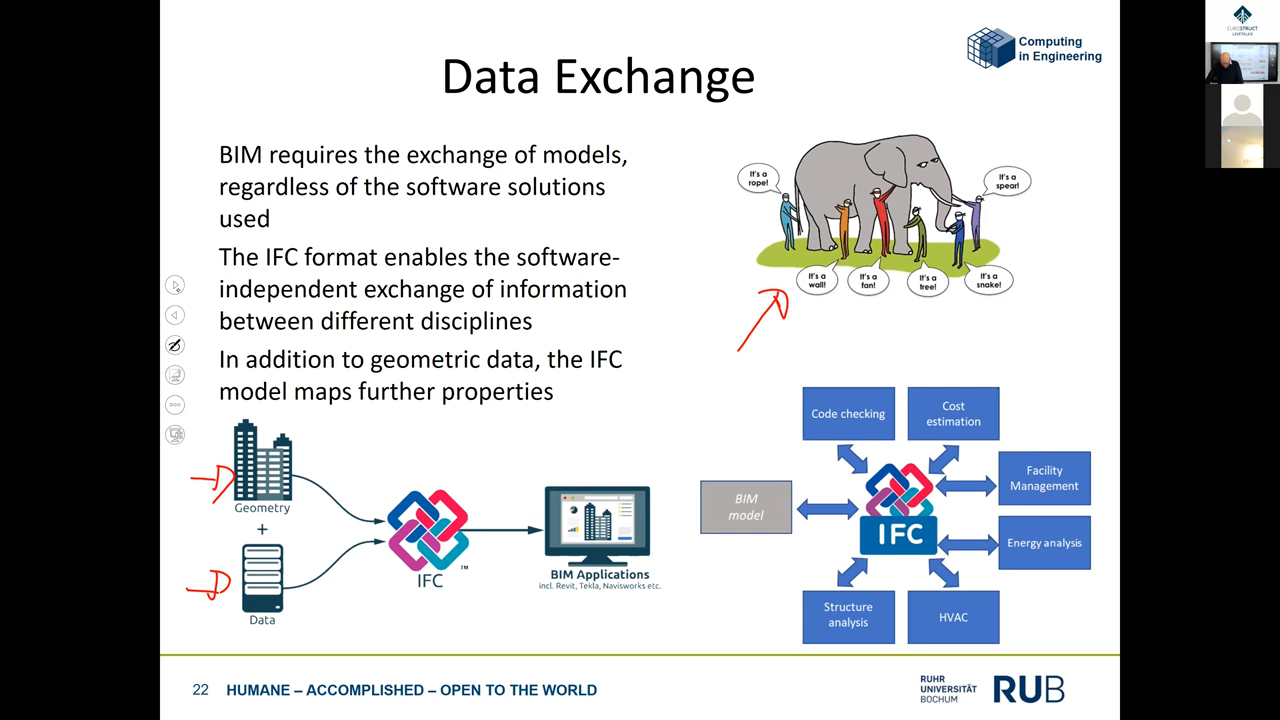 EUROSTRUCT
LIVETALKS
Computing
in Engineering
Data Exchange
BIM requires the exchange of models,
regardless of the software solutions
used
The IFC format enables the software-
independent exchange of information
between different disciplines
In addition to geometric data, the IFC
model maps further properties
It's a
rope!
It's a
spear!
It's a
wall!
It's a
fan!
It's a
tree!
It's a
snake!
Geometry
+
Data
IFC
™
BIM Applications
incl. Revit, Tekla, Navisworks etc.
Code checking
Cost
estimation
BIM
model
IFC
Facility
Management
Energy analysis
Structure
analysis
HVAC
22 HUMANE – ACCOMPLISHED – OPEN TO THE WORLD
RUHR
UNIVERSITÄT
BOCHUM
RUB